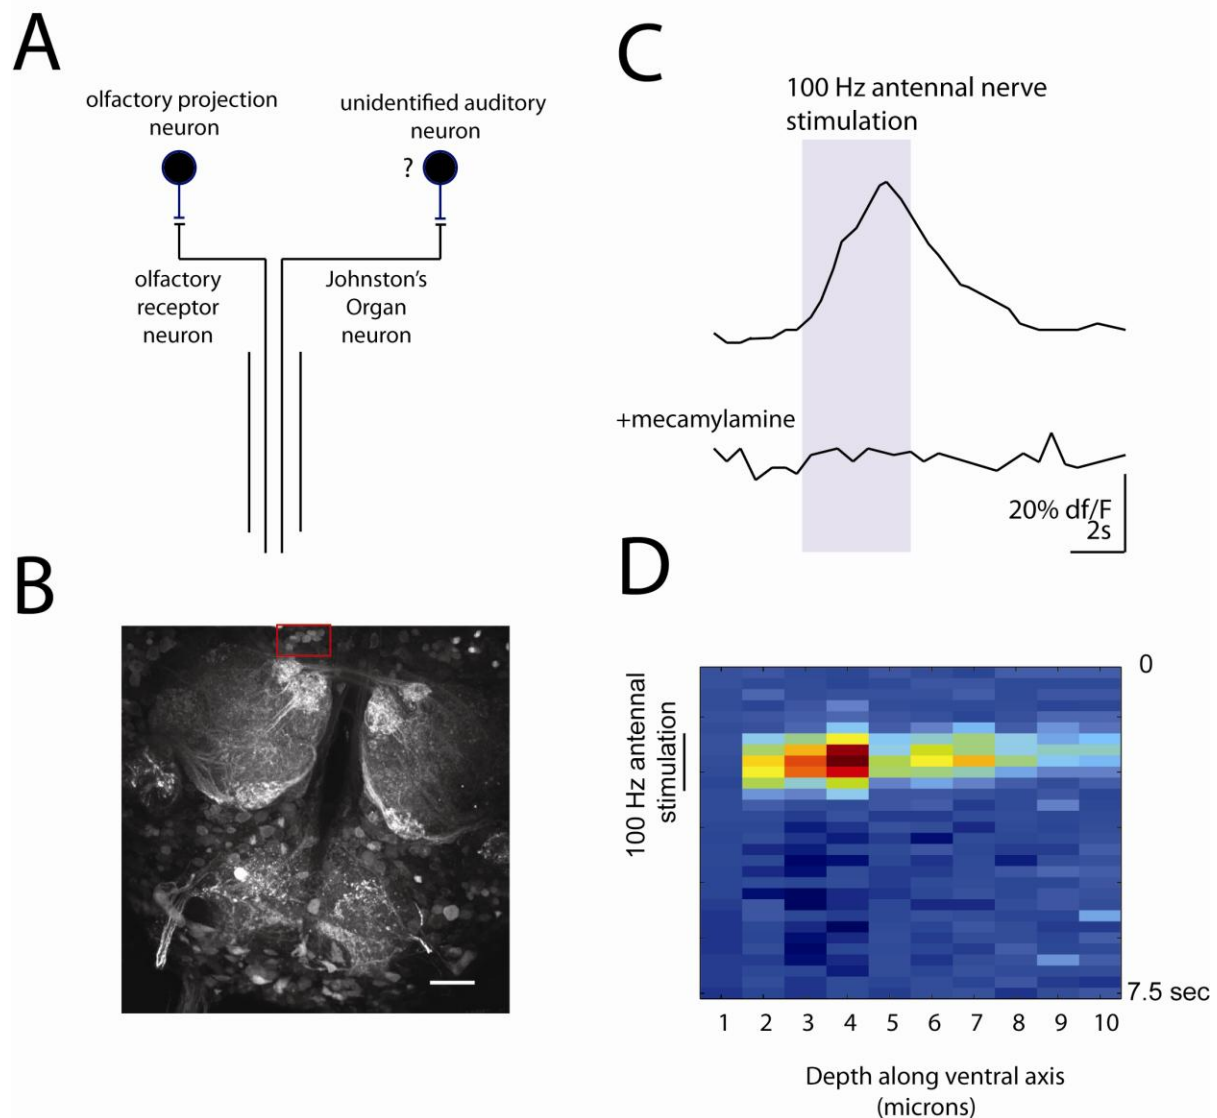 A
olfactory projection
neuron
unidentified auditory
neuron
?
olfactory
receptor
neuron
Johnston's
Organ
neuron
B
C
100 Hz antennal nerve
stimulation
+mecamylamine
20% df/F
2s
D
100 Hz antennal
stimulation
0
7.5 sec
1 2 3 4 5 6 7 8 9 10
Depth along ventral axis
(microns)